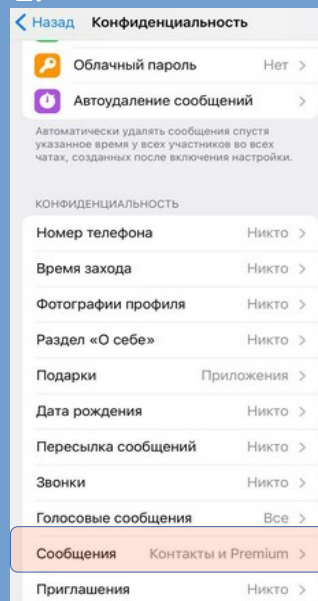 Назад Конфиденциальность
Облачный пароль Нет
Автоудаление сообщений
Автоматически удалять сообщения спустя
указанное время у всех участников во всех
чатах, созданных после включения настройки.
КОНФИДЕНЦИАЛЬНОСТЬ
Номер телефона Никто
Время захода Никто
Фотографии профиля Никто
Раздел «О себе» Никто
Подарки Приложения
Дата рождения Никто
Пересылка сообщений Никто
Звонки Никто
Голосовые сообщения Все
Сообщения Контакты и Premium
Приглашения Никто